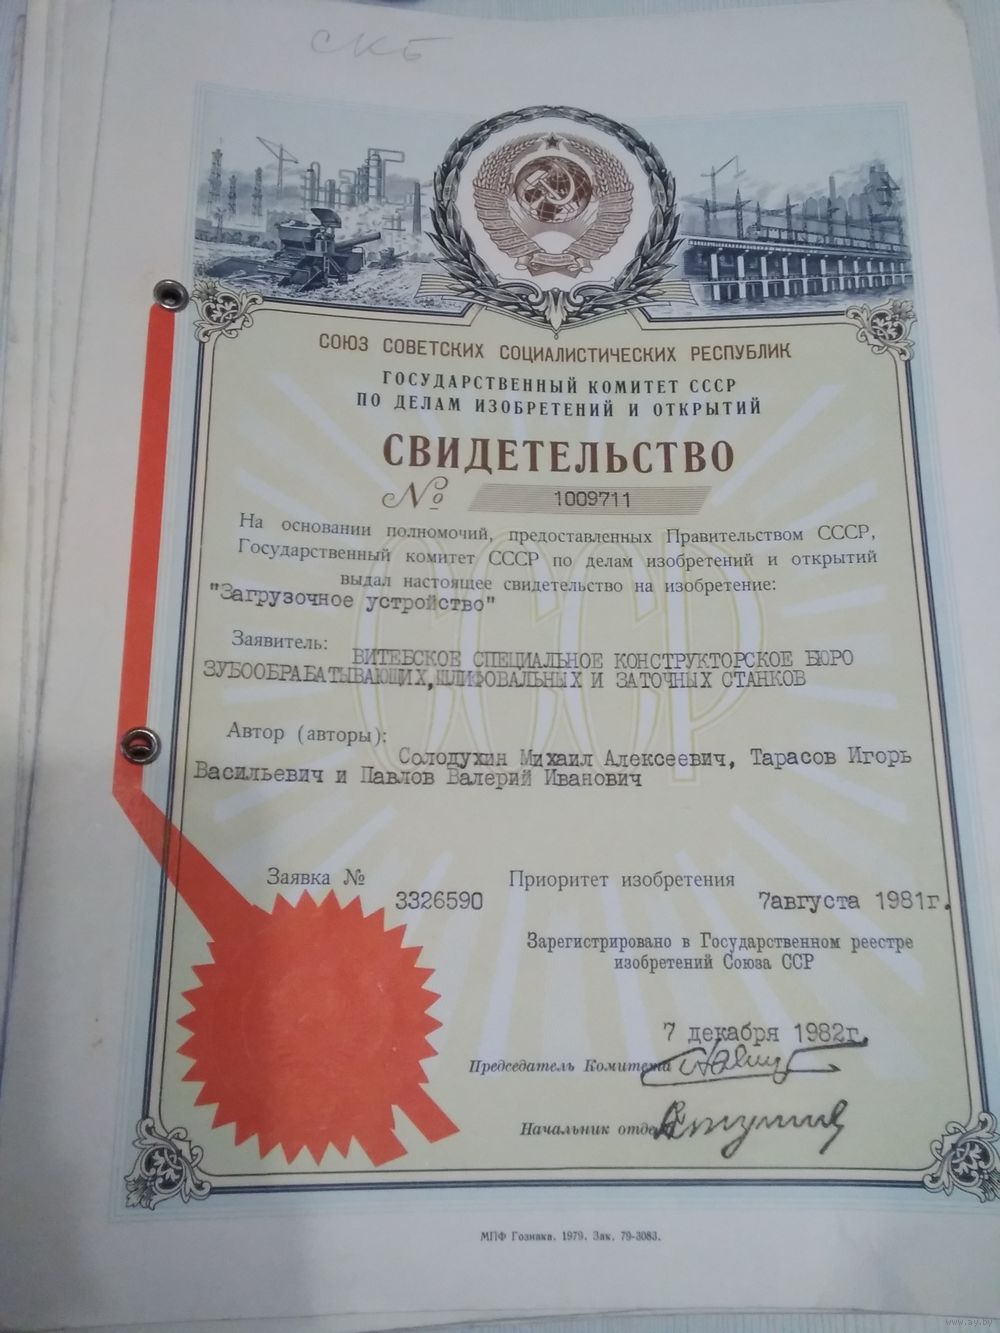 СКБ
СОЮЗ СОВЕТСКИХ СОЦИАЛИСТИЧЕСКИХ РЕСПУБЛИК
ГОСУДАРСТВЕННЫЙ КОМИТЕТ СССР
ПО ДЕЛАМ ИЗОБРЕТЕНИЙ И ОТКРЫТИЙ
СВИДЕТЕЛЬСТВО
№ 1009711
На основании полномочий, предоставленных Правительством СССР,
Государственный комитет СССР по делам изобретений и открытий
выдал настоящее свидетельство на изобретение:
"Загрузочное устройство"
Заявитель:
ВИТЕБСКОЕ СПЕЦИАЛЬНОЕ КОНСТРУКТОРСКОЕ БЮРО
ЗУБООБРАБАТЫВАЮЩИХ,ШЛИФОВАЛЬНЫХ И ЗАТОЧНЫХ СТАНКОВ
Автор (авторы):
Солодухин Михаил Алексеевич, Тарасов Игорь
Васильевич и Павлов Валерий Иванович
Заявка № 3326590
Приоритет изобретения 7августа 1981г.
Зарегистрировано в Государственном реестре
изобретений Союза ССР
7 декабря 1982г.
Председатель Комитета
Начальник отдела
МПФ Гознака. 1979. Зак. 79-3083.
www.ay.by